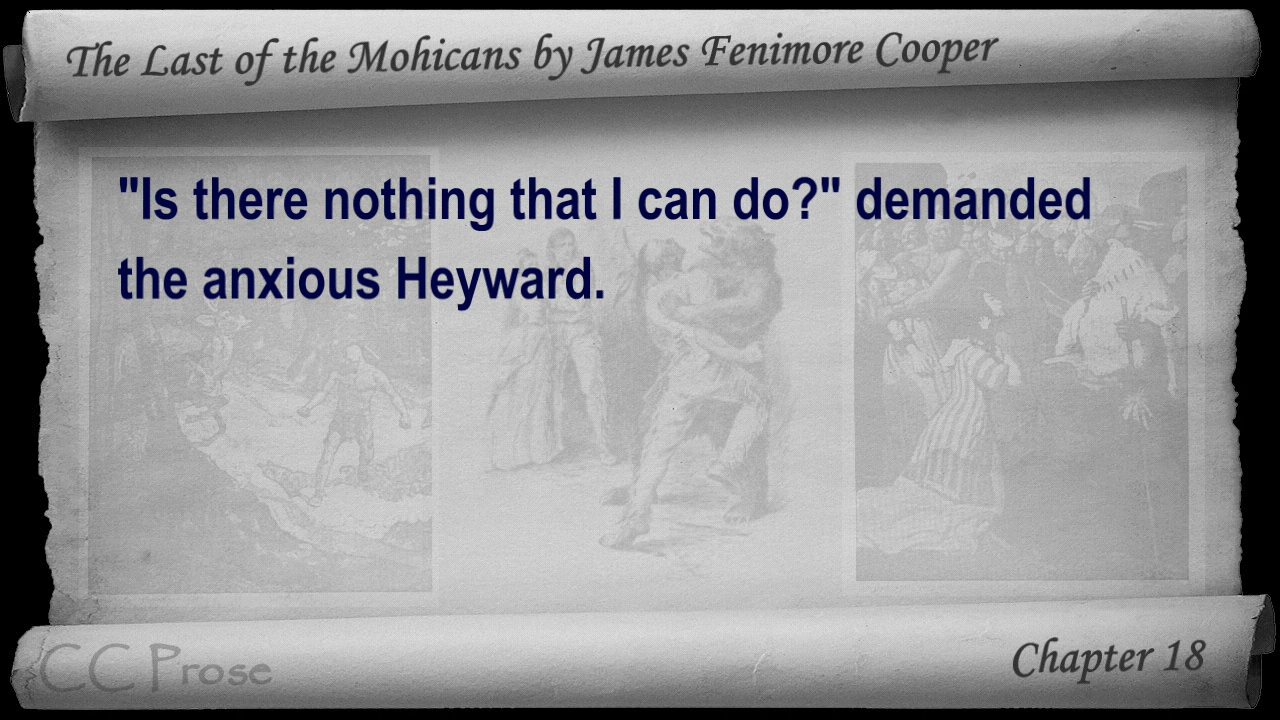 The Last of the Mohicans by James Fenimore Cooper
"Is there nothing that I can do?" demanded
the anxious Heyward.
CC Prose
Chapter 18